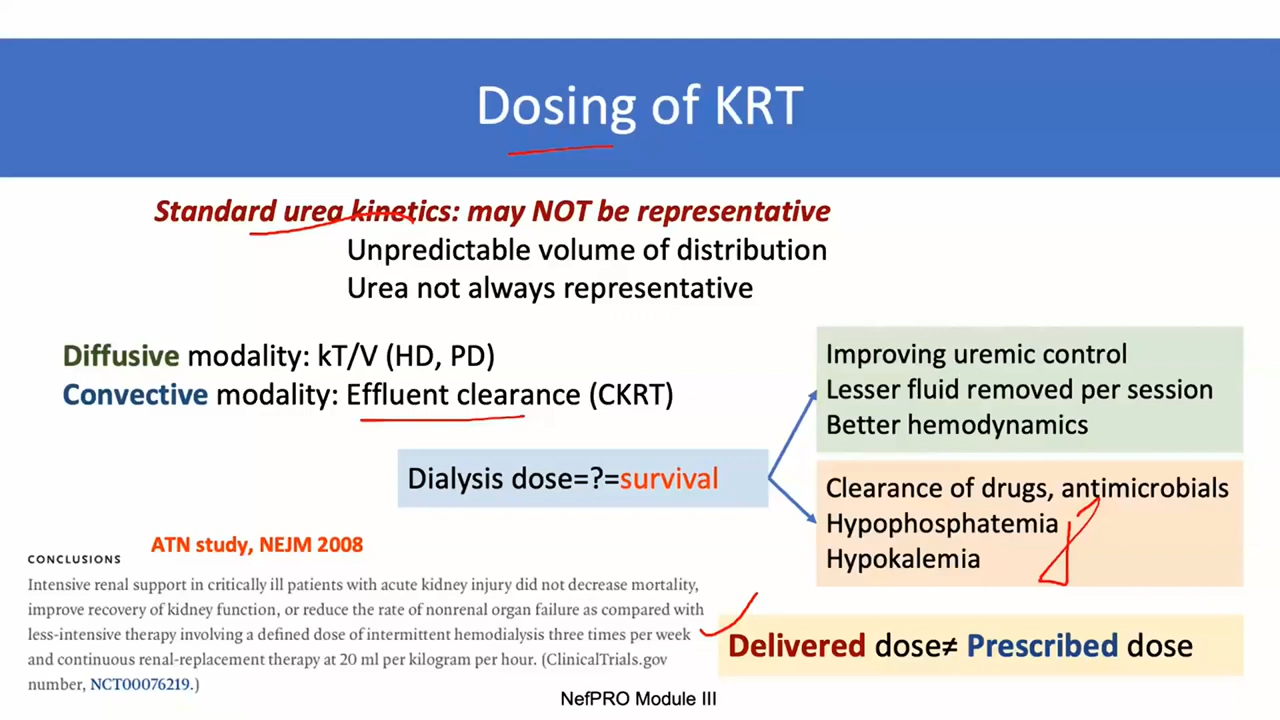 Dosing of KRT
Standard urea kinetics: may NOT be representative
Unpredictable volume of distribution
Urea not always representative
Diffusive modality: kT/V (HD, PD)
Convective modality: Effluent clearance (CKRT)
Improving uremic control
Lesser fluid removed per session
Better hemodynamics
Dialysis dose=?=survival
Clearance of drugs, antimicrobials
Hypophosphatemia
Hypokalemia
ATN study, NEJM 2008
CONCLUSIONS
Intensive renal support in critically ill patients with acute kidney injury did not decrease mortality,
improve recovery of kidney function, or reduce the rate of nonrenal organ failure as compared with
less-intensive therapy involving a defined dose of intermittent hemodialysis three times per week
and continuous renal-replacement therapy at 20 ml per kilogram per hour. (ClinicalTrials.gov
number, NCT00076219.)
Delivered dose≠ Prescribed dose
NefPRO Module III